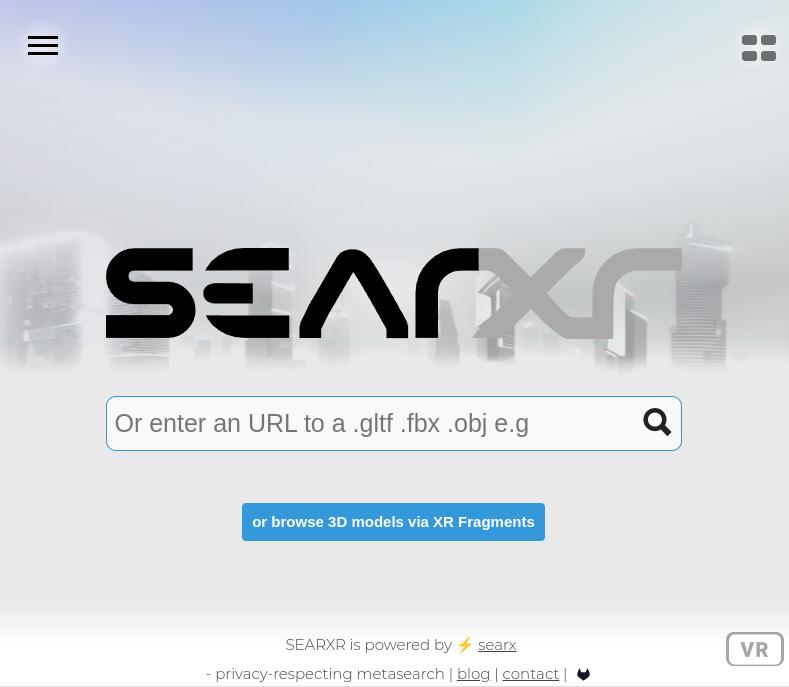 SEARXR
Or enter an URL to a .gltf .fbx .obj e.g
or browse 3D models via XR Fragments
SEARXR is powered by ⚡ searx
- privacy-respecting metasearch | blog | contact |
VR